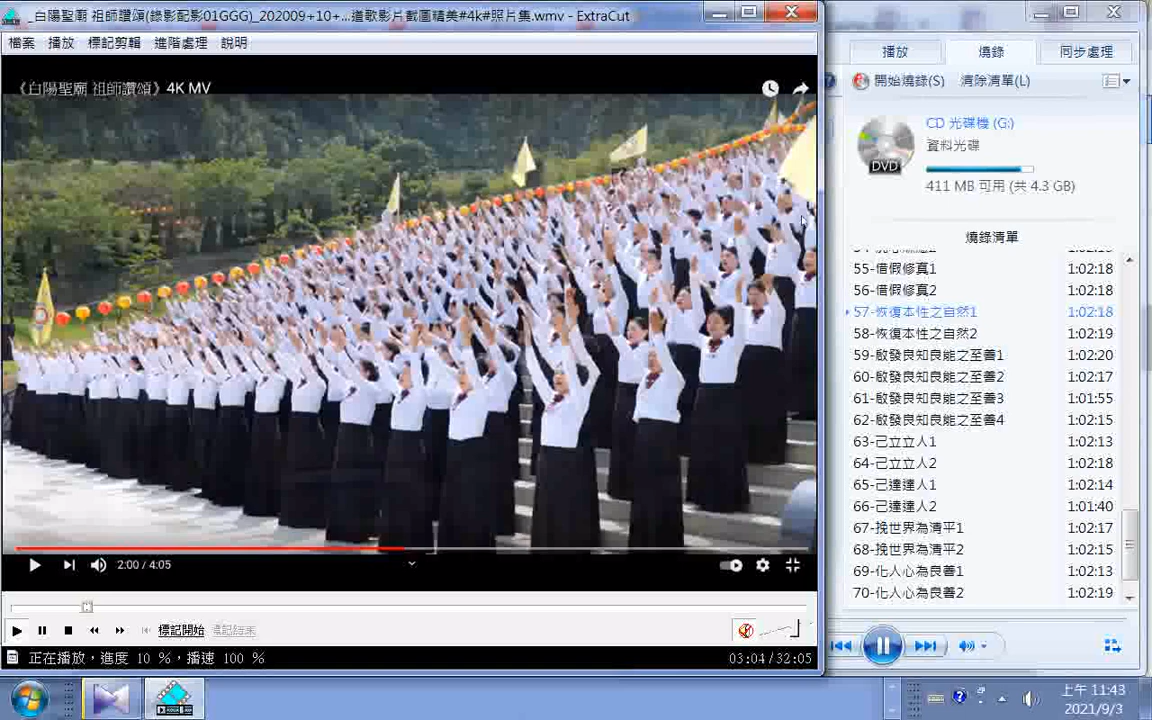 _白陽聖廟 祖師讚頌(錄影配影01GGG)_202009+10+...道歌影片截圖精美#4k#照片集.wmv - ExtraCut
檔案 播放 標記剪輯 進階處理 說明
《白陽聖廟 祖師讚頌》4K MV
2:00 / 4:05
標記開始 標記結束
正在播放，進度 10 %，播速 100 %
03:04 / 32:05
播放 燒錄 同步處理
開始燒錄(S) 清除清單(L)
CD 光碟機 (G:)
資料光碟
DVD
411 MB 可用 (共 4.3 GB)
燒錄清單
55-借假修真1 1:02:18
56-借假修真2 1:02:18
57-恢復本性之自然1 1:02:18
58-恢復本性之自然2 1:02:19
59-啟發良知良能之至善1 1:02:20
60-啟發良知良能之至善2 1:02:17
61-啟發良知良能之至善3 1:01:55
62-啟發良知良能之至善4 1:02:15
63-己立立人1 1:02:13
64-己立立人2 1:02:18
65-己達達人1 1:02:14
66-己達達人2 1:01:40
67-挽世界為清平1 1:02:17
68-挽世界為清平2 1:02:15
69-化人心為良善1 1:02:13
70-化人心為良善2 1:02:19
上午 11:43
2021/9/3